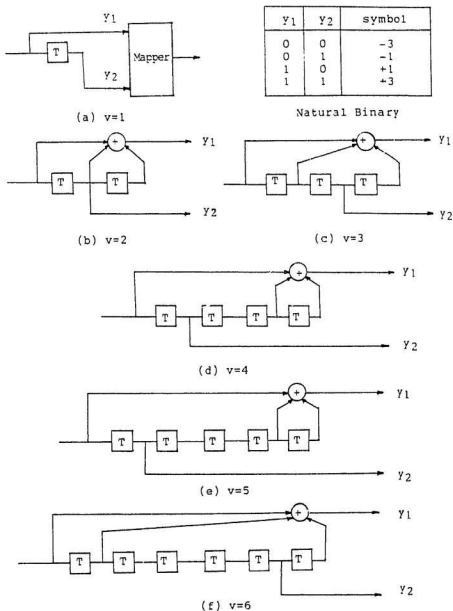 y1
T
Mapper
y2
(a) v=1
y1 y2 symbol
0 0 -3
0 1 -1
1 0 +1
1 1 +3
Natural Binary
+ y1
T T
y2
(b) v=2
+ y1
T T T
y2
(c) v=3
+ y1
T T T T
y2
(d) v=4
+ y1
T T T T T
y2
(e) v=5
+ y1
T T T T T T
y2
(f) v=6